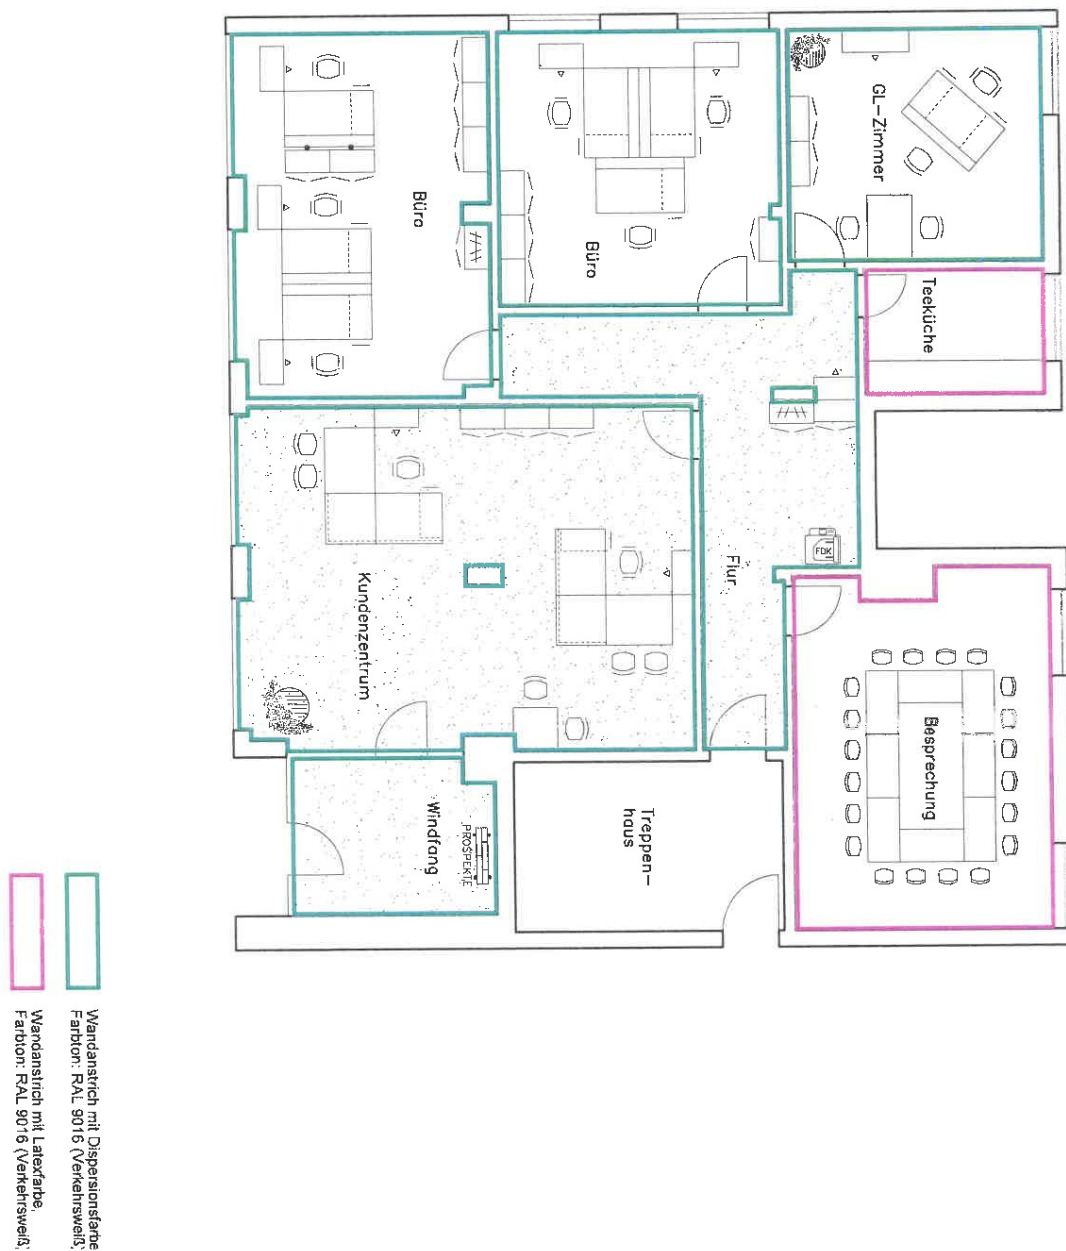 GL-Zimmer
Büro
Büro
Teeküche
FDK
Flur
Kundenzentrum
Besprechung
Windfang
PROSPEKTE
Treppen-
haus
Wandanstrich mit Dispersionsfarbe
Farbton: RAL 9016 (Verkehrsweiß)
Wandanstrich mit Latexfarbe,
Farbton: RAL 9016 (Verkehrsweiß)